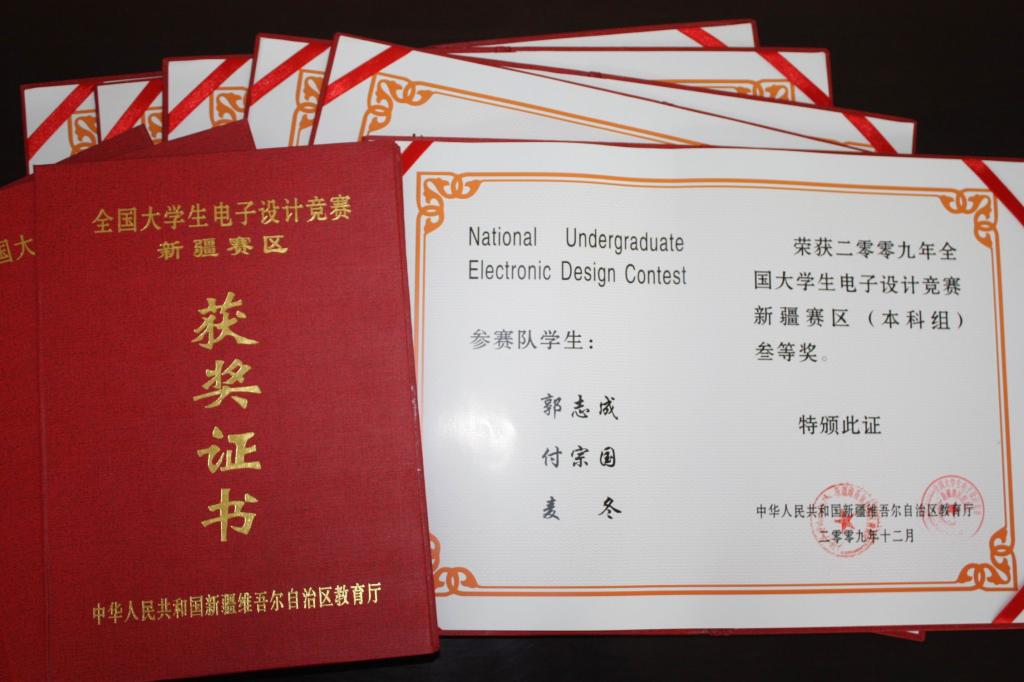 国大
全国大学生电子设计竞赛
新疆赛区
获
奖
证
书
中华人民共和国新疆维吾尔自治区教育厅
National Undergraduate
Electronic Design Contest
参赛队学生：
郭志成
付宗国
麦 冬
荣获二零零九年全
国大学生电子设计竞赛
新疆赛区（本科组）
叁等奖。
特颁此证
中华人民共和国新疆维吾尔自治区教育厅
二零零九年十二月